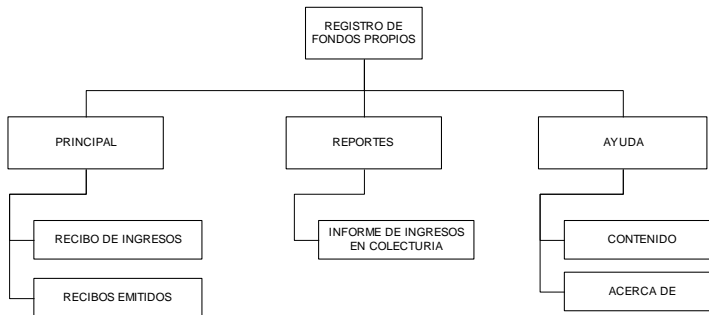 REGISTRO DE
FONDOS PROPIOS
PRINCIPAL
REPORTES
AYUDA
RECIBO DE INGRESOS
INFORME DE INGRESOS
EN COLECTURIA
CONTENIDO
RECIBOS EMITIDOS
ACERCA DE